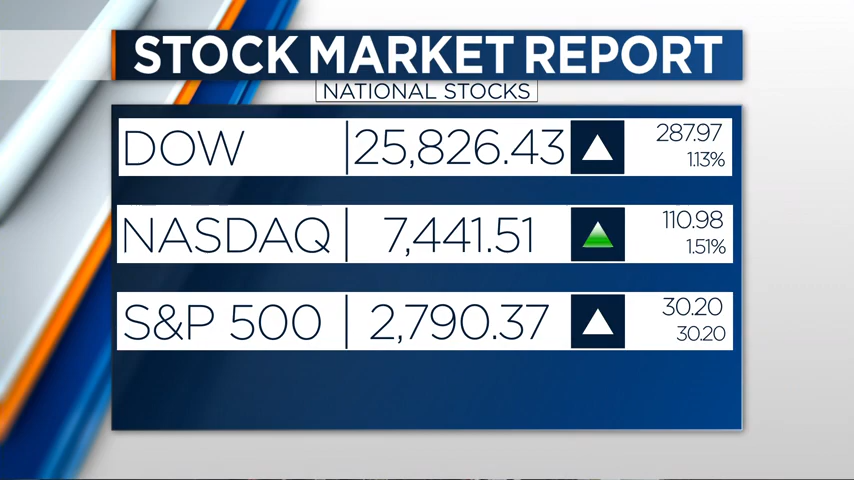 STOCK MARKET REPORT
NATIONAL STOCKS
DOW 25,826.43 287.97
1.13%
NASDAQ 7,441.51 110.98
1.51%
S&P 500 2,790.37 30.20
30.20